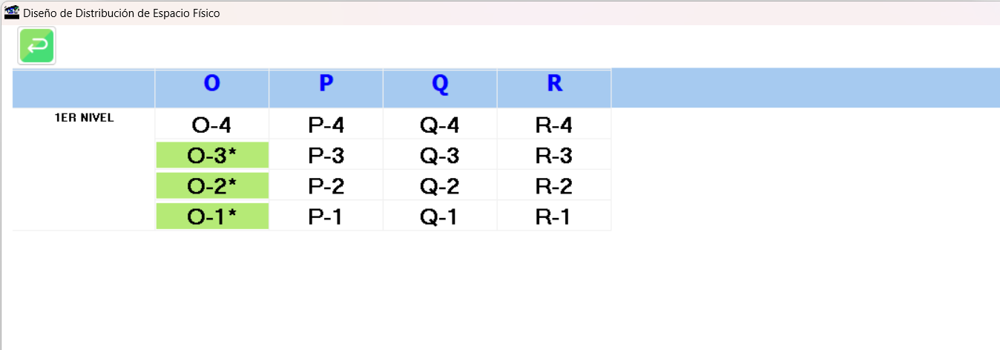 Diseño de Distribución de Espacio Físico
O P Q R
1ER NIVEL O-4 P-4 Q-4 R-4
O-3* P-3 Q-3 R-3
O-2* P-2 Q-2 R-2
O-1* P-1 Q-1 R-1